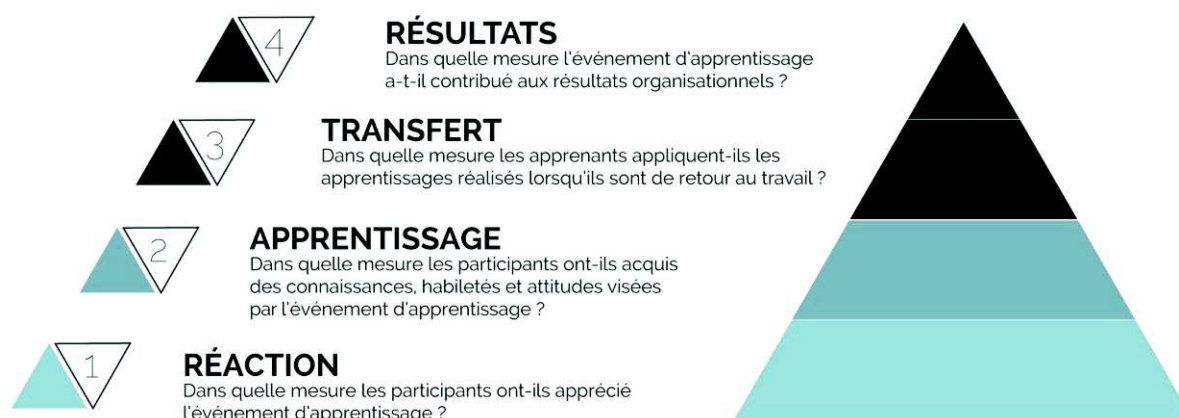 4
RÉSULTATS
Dans quelle mesure l'événement d'apprentissage
a-t-il contribué aux résultats organisationnels ?
3
TRANSFERT
Dans quelle mesure les apprenants appliquent-ils les
apprentissages réalisés lorsqu'ils sont de retour au travail ?
2
APPRENTISSAGE
Dans quelle mesure les participants ont-ils acquis
des connaissances, habiletés et attitudes visées
par l'événement d'apprentissage ?
1
RÉACTION
Dans quelle mesure les participants ont-ils apprécié
l'événement d'apprentissage ?